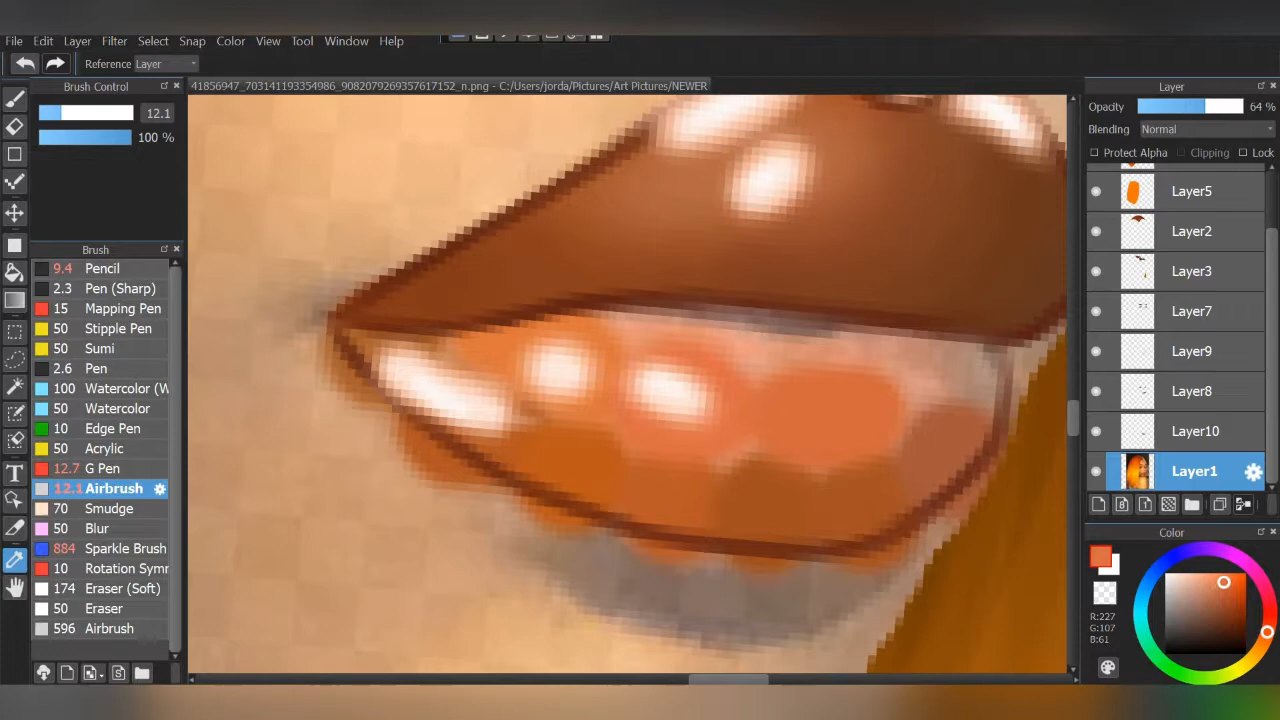 File Edit Layer Filter Select Snap Color View Tool Window Help
Reference Layer
Brush Control
12.1
100 %
41856947_703141193354986_9082079269357617152_n.png - C:/Users/jorda/Pictures/Art Pictures/NEWER
Brush
9.4 Pencil
2.3 Pen (Sharp)
15 Mapping Pen
50 Stipple Pen
50 Sumi
2.6 Pen
100 Watercolor (W
50 Watercolor
10 Edge Pen
50 Acrylic
12.7 G Pen
12.1 Airbrush
70 Smudge
50 Blur
884 Sparkle Brush
10 Rotation Symr
174 Eraser (Soft)
50 Eraser
596 Airbrush
Layer
Opacity 64 %
Blending Normal
Protect Alpha Clipping Lock
Layer5
Layer2
Layer3
Layer7
Layer9
Layer8
Layer10
Layer1
Color
R:227
G:107
B:61